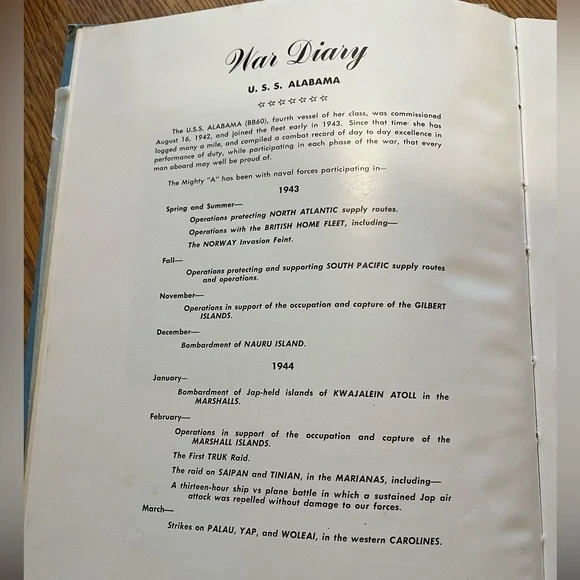 War Diary
U. S. S. ALABAMA
☆☆☆☆☆☆☆
The U.S.S. ALABAMA (BB60), fourth vessel of her class, was commissioned
August 16, 1942, and joined the fleet early in 1943. Since that time she has
logged many a mile, and compiled a combat record of day to day excellence in
performance of duty, while participating in each phase of the war, that every
man aboard may well be proud of.
The Mighty "A" has been with naval forces participating in—
1943
Spring and Summer—
Operations protecting NORTH ATLANTIC supply routes.
Operations with the BRITISH HOME FLEET, including—
The NORWAY Invasion Feint.
Fall—
Operations protecting and supporting SOUTH PACIFIC supply routes
and operations.
November—
Operations in support of the occupation and capture of the GILBERT
ISLANDS.
December—
Bombardment of NAURU ISLAND.
1944
January—
Bombardment of Jap-held islands of KWAJALEIN ATOLL in the
MARSHALLS.
February—
Operations in support of the occupation and capture of the
MARSHALL ISLANDS.
The First TRUK Raid.
The raid on SAIPAN and TINIAN, in the MARIANAS, including—
A thirteen-hour ship vs plane battle in which a sustained Jap air
attack was repelled without damage to our forces.
March—
Strikes on PALAU, YAP, and WOLEAI, in the western CAROLINES.